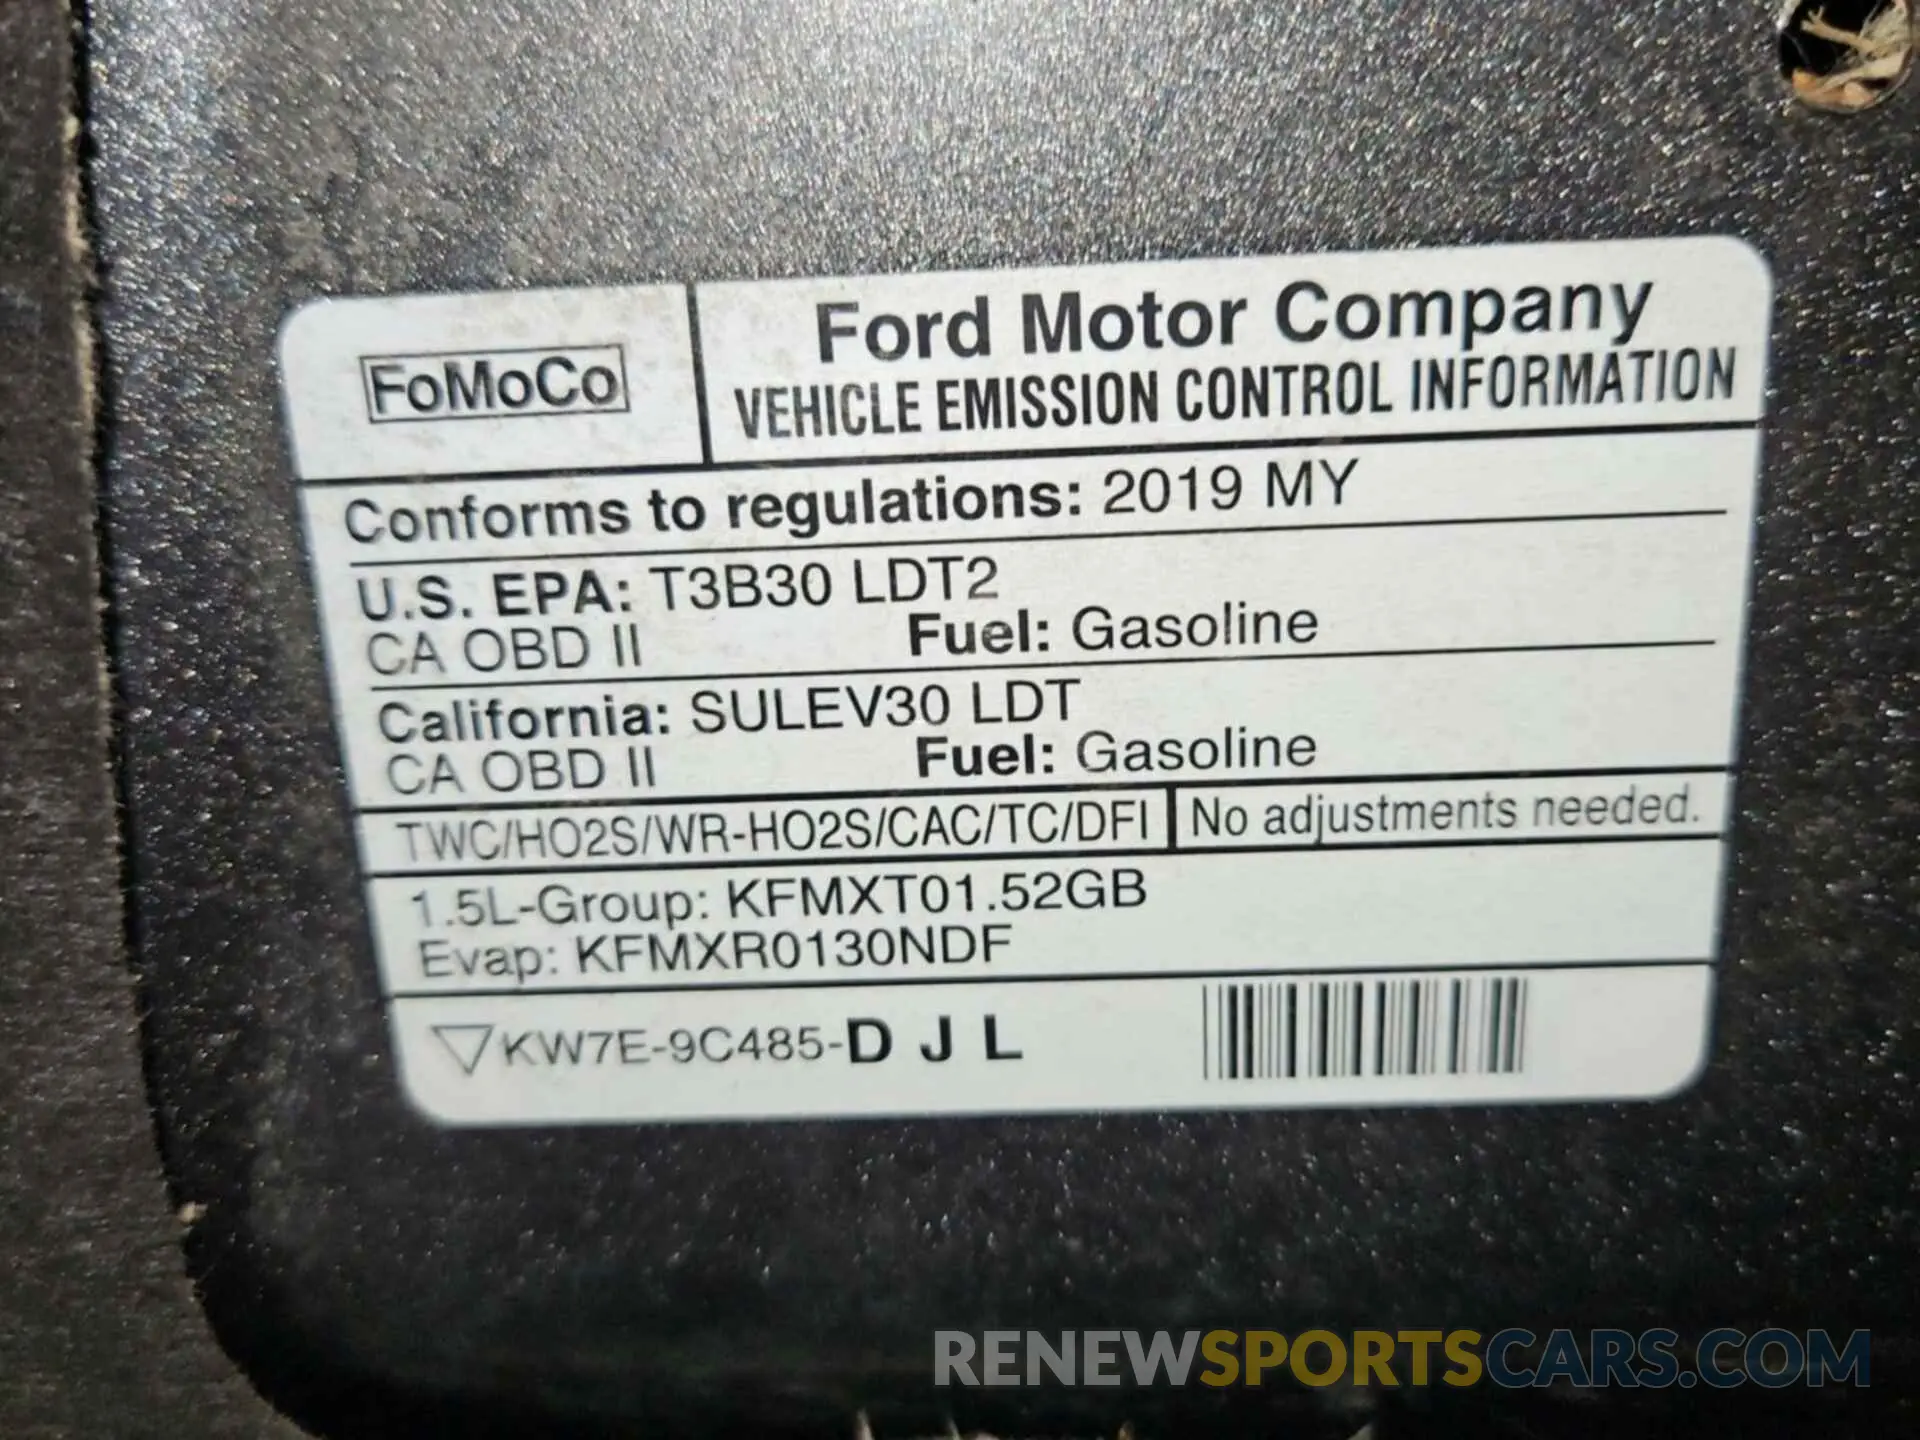 FoMoCo
Ford Motor Company
VEHICLE EMISSION CONTROL INFORMATION
Conforms to regulations: 2019 MY
U.S. EPA: T3B30 LDT2
CA OBD II Fuel: Gasoline
California: SULEV30 LDT
CA OBD II Fuel: Gasoline
TWC/HO2S/WR-HO2S/CAC/TC/DFI No adjustments needed.
1.5L-Group: KFMXT01.52GB
Evap: KFMXR0130NDF
KW7E-9C485-D J L
RENEWSPORTSCARS.COM